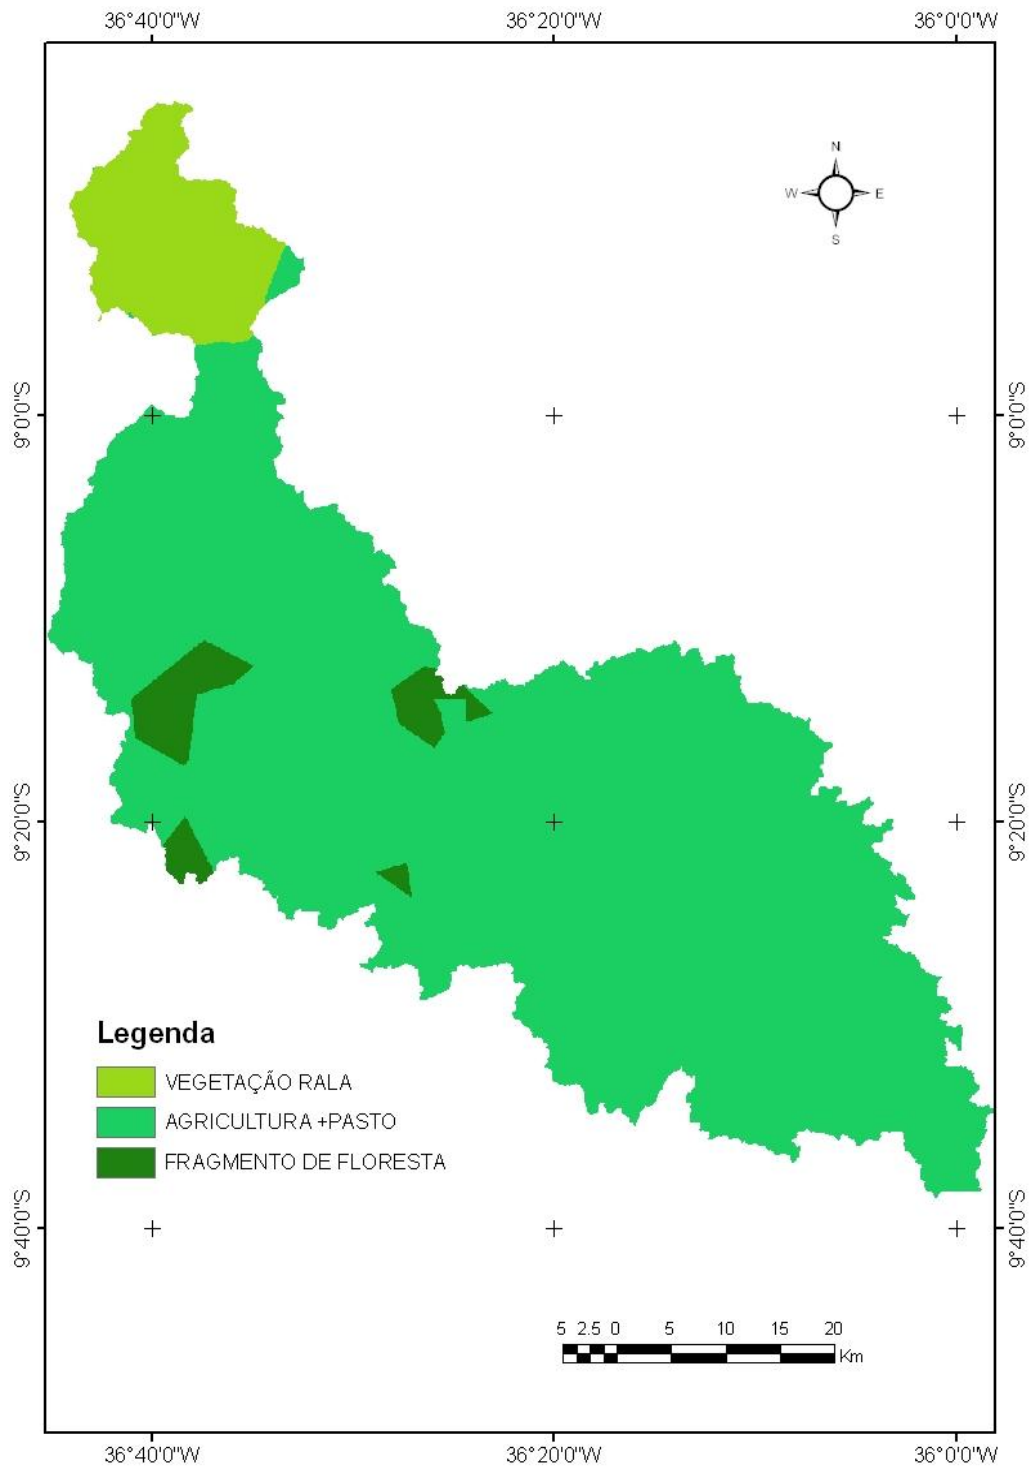 36°40'0"W 36°20'0"W 36°0'0"W
N
W E
S
9°0'0"S 9°0'0"S
9°20'0"S 9°20'0"S
Legenda
VEGETAÇÃO RALA
AGRICULTURA +PASTO
FRAGMENTO DE FLORESTA
9°40'0"S 9°40'0"S
5 2.5 0 5 10 15 20
Km
36°40'0"W 36°20'0"W 36°0'0"W